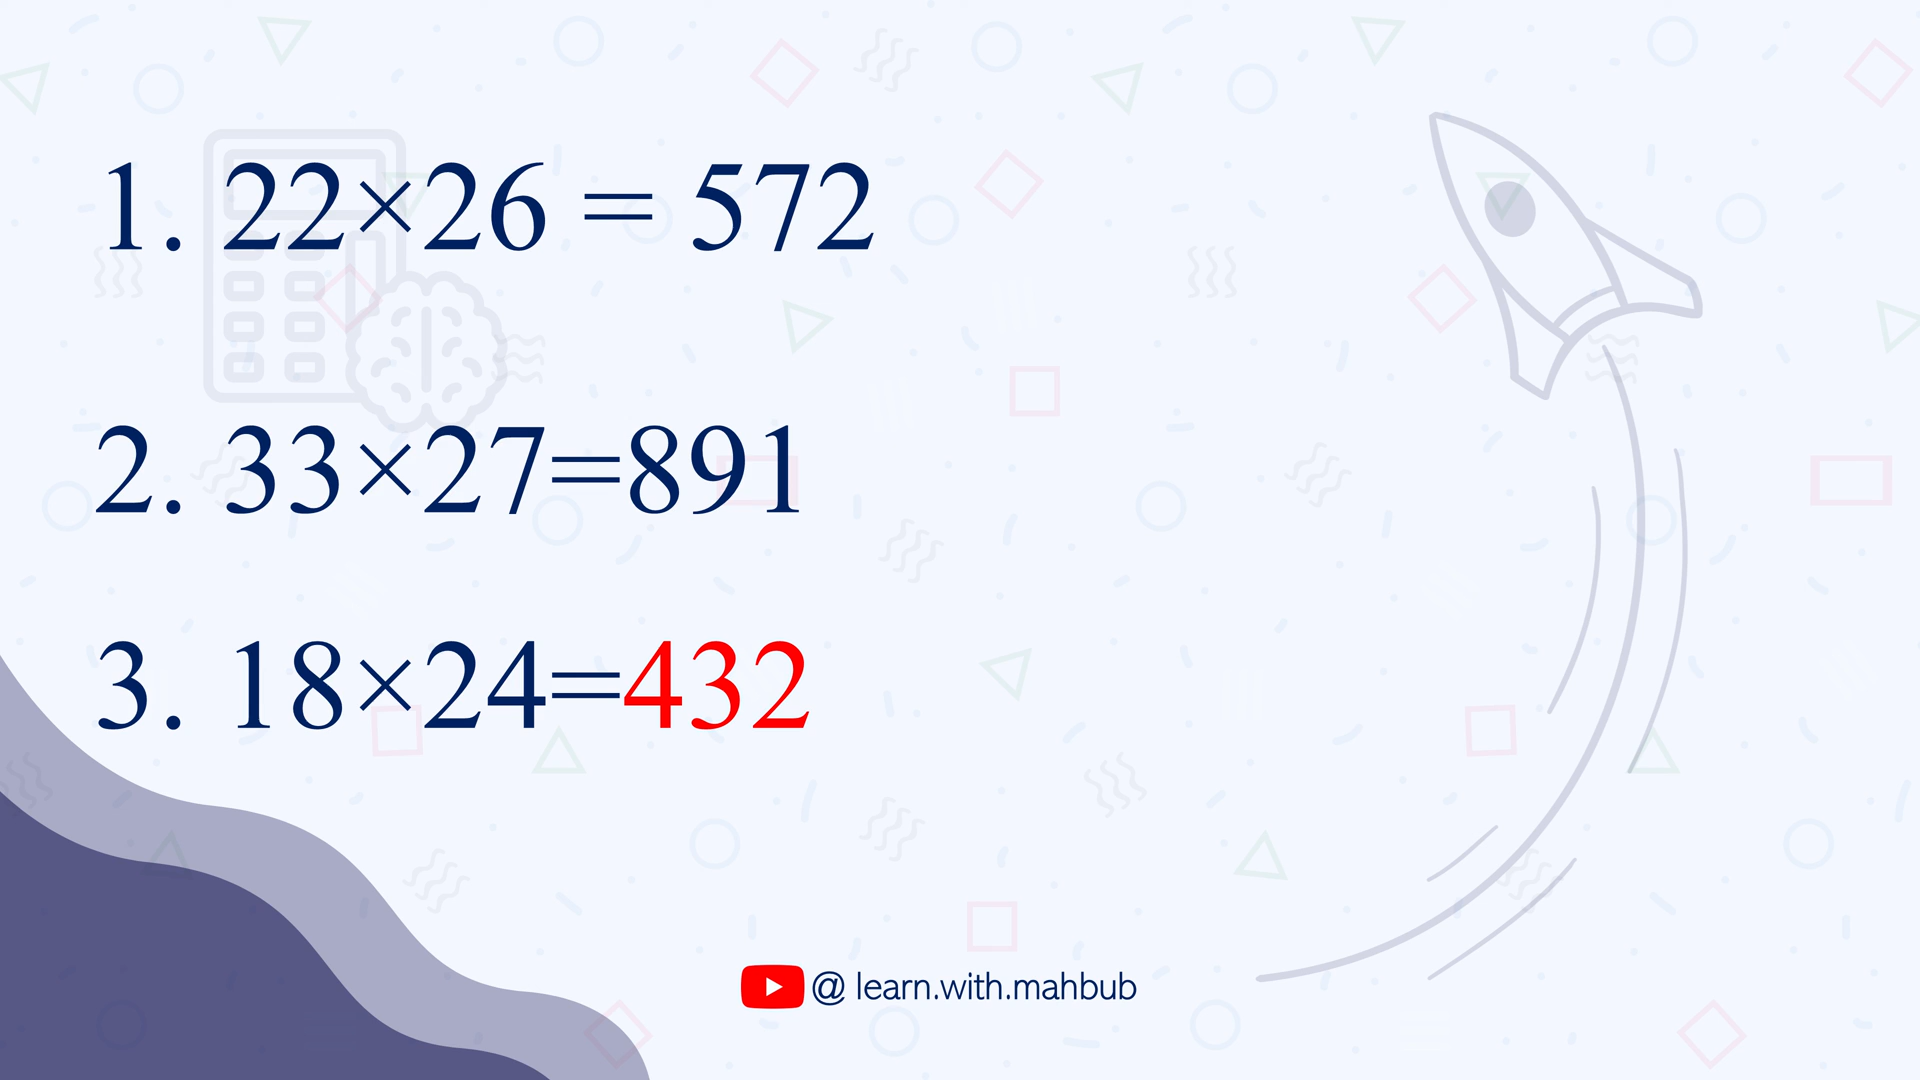 1. 22×26 = 572
2. 33×27=891
3. 18×24=432
@ learn.with.mahbub